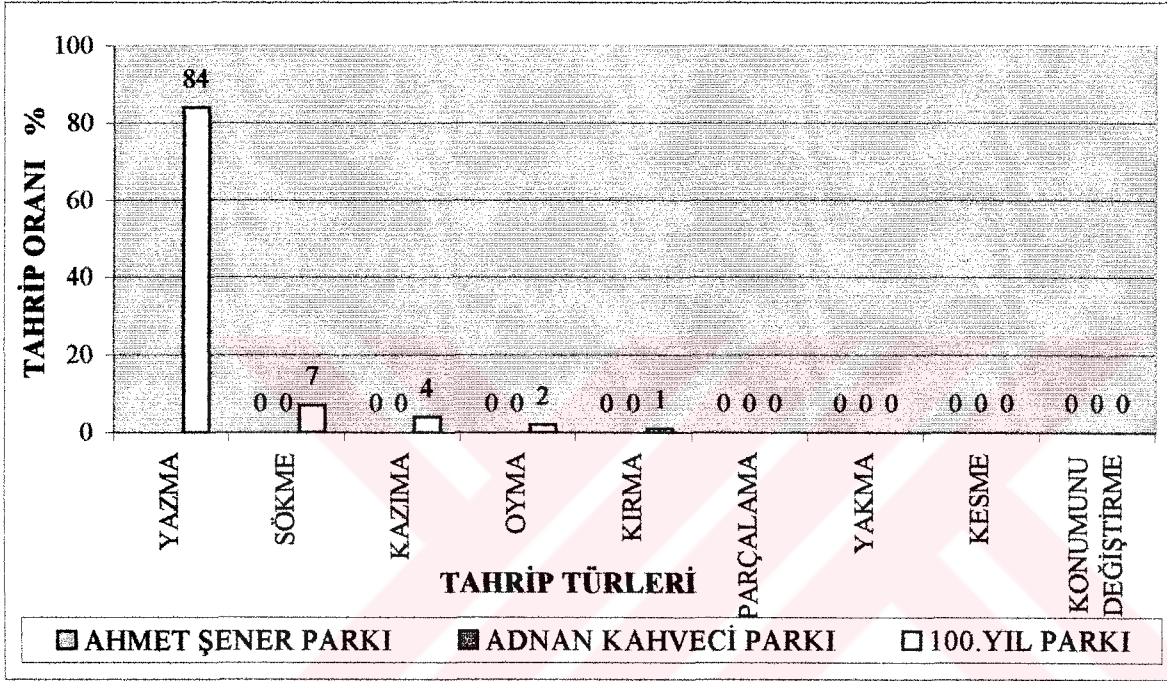 TAHRİP ORANI %
100
80
60
40
20
0
84
0 0 7
0 0 4
0 0 2
0 0 1
0 0 0
0 0 0
0 0 0
0 0 0
YAZMA
SÖKME
KAZIMA
OYMA
KIRMA
PARÇALAMA
YAKMA
KESME
KONUMUNU
DEĞİŞTİRME
TAHRİP TÜRLERİ
AHMET ŞENER PARKI ADNAN KAHVECİ PARKI 100.YIL PARKI